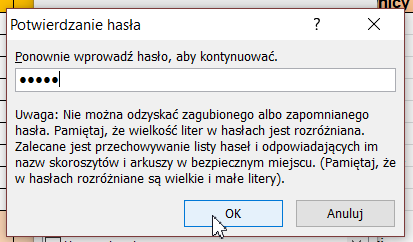 nicy
Potwierdzanie hasła
? ×
Ponownie wprowadź hasło, aby kontynuować.
●●●●●
Uwaga: Nie można odzyskać zagubionego albo zapomnianego
hasła. Pamiętaj, że wielkość liter w hasłach jest rozróżniana.
Zalecane jest przechowywanie listy haseł i odpowiadających im
nazw skoroszytów i arkuszy w bezpiecznym miejscu. (Pamiętaj, że
w hasłach rozróżniane są wielkie i małe litery).
OK Anuluj